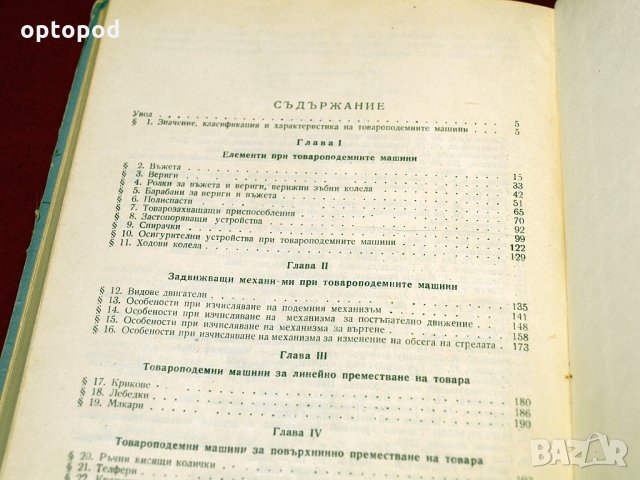 optopod
СЪДЪРЖАНИЕ
Увод 5
§ 1. Значение, класификация и характеристика на товароподемните машини 5
Глава I
Елементи при товароподемните машини
§ 2. Въжета 15
§ 3. Вериги 33
§ 4. Ролки за въжета и вериги, верижни зъбни колела 42
§ 5. Барабани за вериги и въжета 51
§ 6. Полиспасти 65
§ 7. Товарозахващащи приспособления 70
§ 8. Застопоряващи устройства 92
§ 9. Спирачки 99
§ 10. Осигурителни устройства при товароподемните машини 122
§ 11. Ходови колела 129
Глава II
Задвижващи механи-ми при товароподемните машини
§ 12. Видове двигатели 135
§ 13. Особености при изчисляване на подемния механизъм 141
§ 14. Особености при изчисляване на механизма за постъпателно движение 148
§ 15. Особености при изчисляване на механизма за въртене 158
§ 16. Особености при изчисляване на механизма за изменение на обсега на стрелата 173
Глава III
Товароподемни машини за линейно преместване на товара
§ 17. Крикове 180
§ 18. Лебедки 186
§ 19. Макари 190
Глава IV
Товароподемни машини за повърхнинно преместване на товара
§ 20. Ръчни висящи колички
§ 21. Телфери
BAZAR